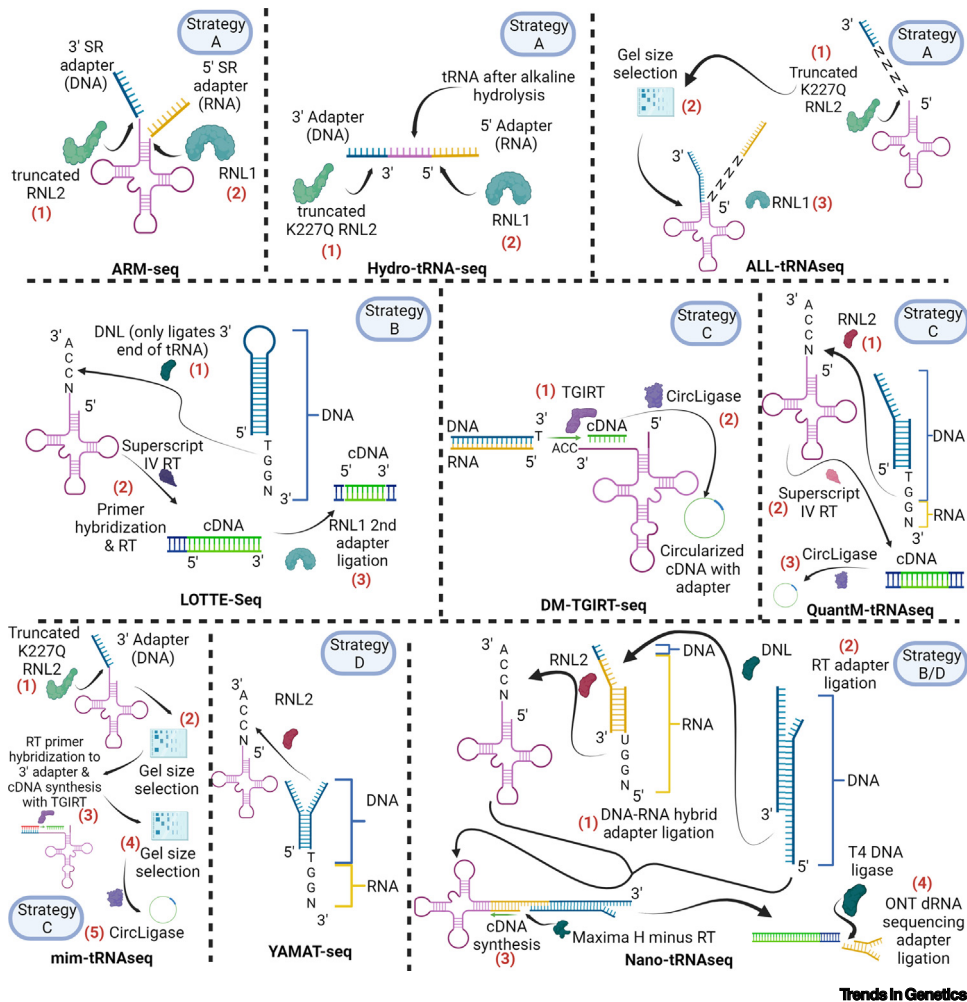 Strategy
A
3′ SR
adapter
(DNA)
5′ SR
adapter
(RNA)
truncated
RNL2
(1)
RNL1
(2)
ARM-seq
Strategy
A
tRNA after alkaline
hydrolysis
3′ Adapter
(DNA)
5′ Adapter
(RNA)
3′
5′
truncated
K227Q RNL2
(1)
RNL1
(2)
Hydro-tRNA-seq
Strategy
A
3′
Gel size
selection
(2)
(1)
Truncated
K227Q
RNL2
N
N
N
N
5′
3′
N
N
N
N
5′
RNL1 (3)
ALL-tRNAseq
Strategy
B
3′
A
C
C
N
5′
DNL (only ligates 3′
end of tRNA)
(1)
5′
T
G
G
N
3′
DNA
Superscript
IV RT
(2)
Primer
hybridization
& RT
cDNA
5′
3′
cDNA
5′
3′
RNL1 2nd
adapter
ligation
(3)
LOTTE-Seq
Strategy
C
(1) TGIRT
CircLigase
(2)
DNA
RNA
3′
T
5′
cDNA
ACC
3′
5′
Circularized
cDNA with
adapter
DM-TGIRT-seq
Strategy
C
3′
A
C
C
N
5′
RNL2
(1)
5′
T
G
G
N
3′
DNA
RNA
Superscript
IV RT
(2)
cDNA
(3) CircLigase
QuantM-tRNAseq
Truncated
K227Q
RNL2
(1)
3′ Adapter
(DNA)
(2)
Gel size
selection
RT primer
hybridization to
3′ adapter &
cDNA synthesis
with TGIRT
(3)
(4)
Gel size
selection
Strategy
C
(5) CircLigase
mim-tRNAseq
Strategy
D
3′
A
C
C
N
5′
RNL2
5′
T
G
G
N
3′
DNA
RNA
YAMAT-seq
Strategy
B/D
3′
A
C
C
N
5′
RNL2
3′
U
G
G
N
5′
DNA
RNA
(1) DNA-RNA hybrid
adapter ligation
DNL
(2)
RT adapter
ligation
3′
5′
DNA
3′
cDNA
synthesis
(3)
Maxima H minus RT
T4 DNA
ligase
(4)
ONT dRNA
sequencing
adapter
ligation
Nano-tRNAseq
Trends in Genetics